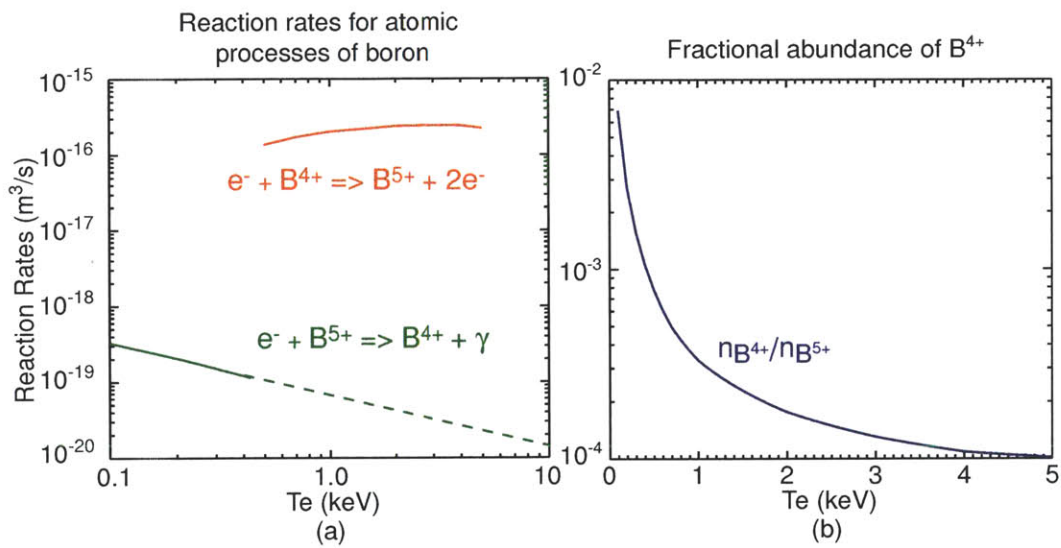 Reaction rates for atomic
processes of boron
Reaction Rates (m³/s)
10⁻¹⁵
10⁻¹⁶
10⁻¹⁷
10⁻¹⁸
10⁻¹⁹
10⁻²⁰
e⁻ + B⁴⁺ => B⁵⁺ + 2e⁻
e⁻ + B⁵⁺ => B⁴⁺ + γ
0.1 1.0 10
Te (keV)
(a)
Fractional abundance of B⁴⁺
10⁻²
10⁻³
10⁻⁴
nB⁴⁺/nB⁵⁺
0 1 2 3 4 5
Te (keV)
(b)